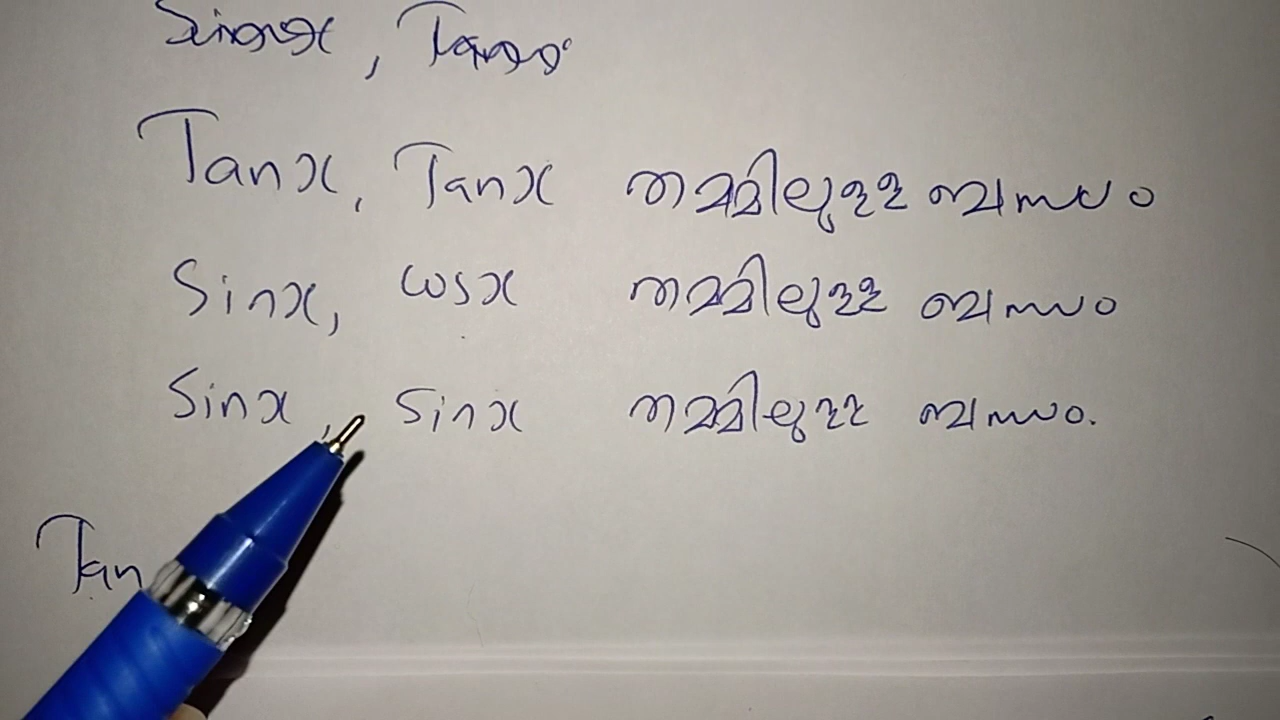 Tanx, Tanx തമ്മിലുള്ള ബന്ധം
Sinx, cosx തമ്മിലുള്ള ബന്ധം
Sinx, Sinx തമ്മിലുള്ള ബന്ധം.
Tan